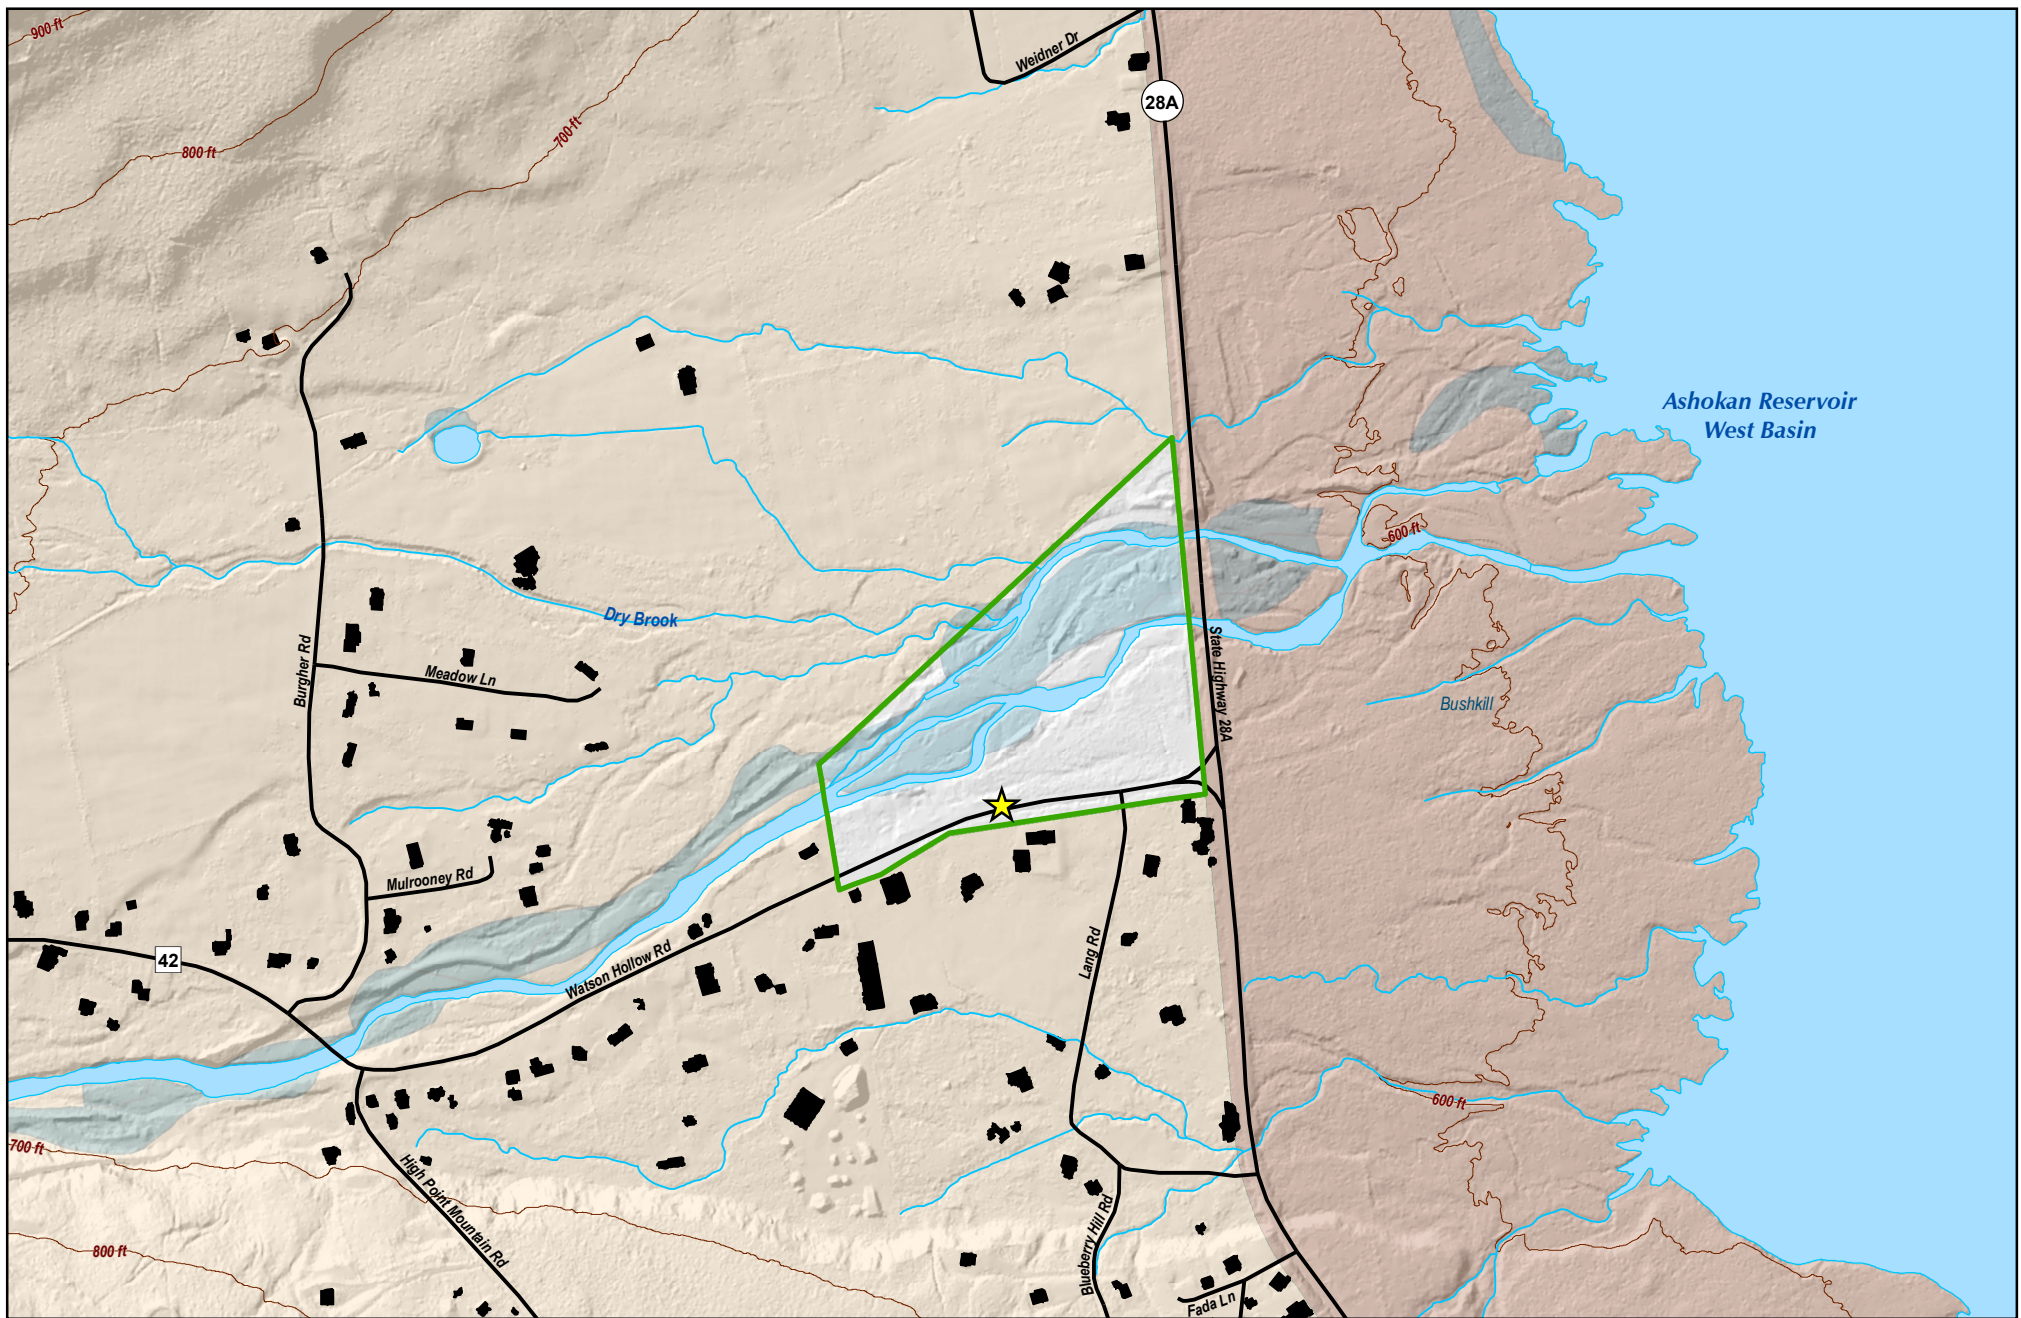 900 ft
Weidner Dr
28A
700 ft
800 ft
Ashokan Reservoir
West Basin
600 ft
Dry Brook
Burgher Rd
Meadow Ln
State Highway 28A
Bushkill
Mulrooney Rd
42
Watson Hollow Rd
Lang Rd
600 ft
700 ft
High Point Mountain Rd
Blueberry Hill Rd
800 ft
Fada Ln